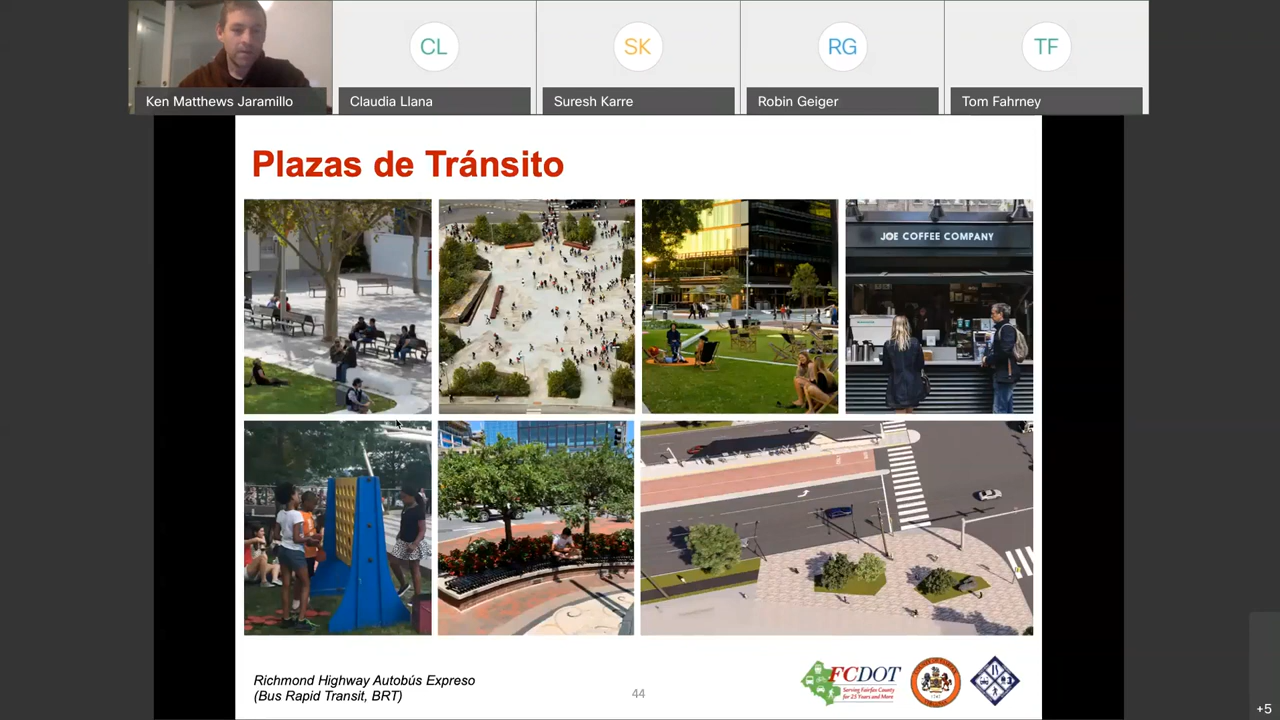 CL
SK
RG
TF
Ken Matthews Jaramillo
Claudia Llana
Suresh Karre
Robin Geiger
Tom Fahrney
Plazas de Tránsito
JOE COFFEE COMPANY
Richmond Highway Autobús Expreso
(Bus Rapid Transit, BRT)
44
FCDOT
Serving Fairfax County
for 25 Years and More
+5